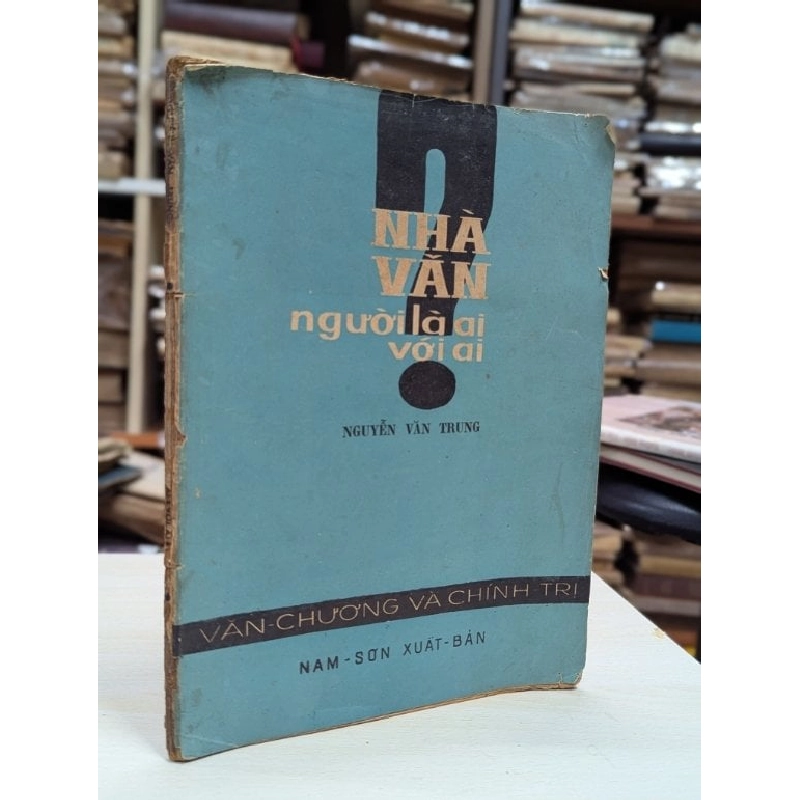 NHÀ
VĂN
người là ai
với ai
NGUYỄN VĂN TRUNG
VĂN-CHƯƠNG VÀ CHÍNH TRỊ
NAM-SƠN XUẤT-BẢN